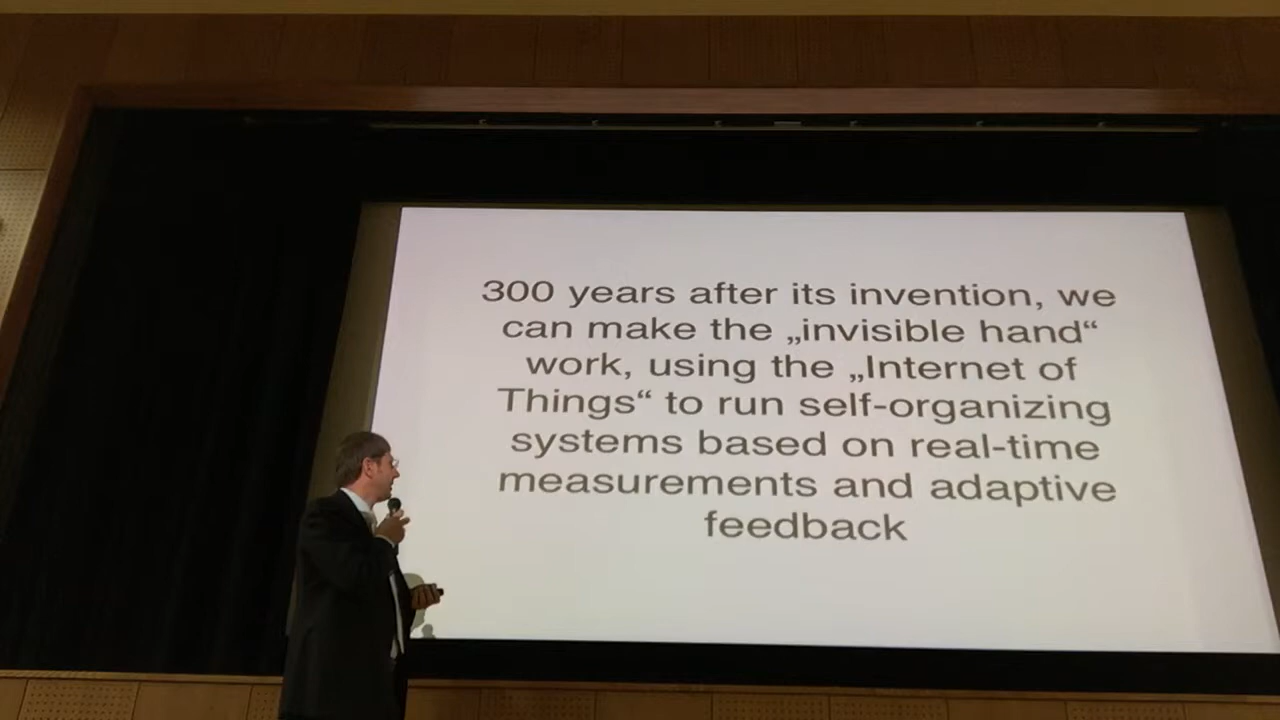 300 years after its invention, we
can make the „invisible hand“
work, using the „Internet of
Things“ to run self-organizing
systems based on real-time
measurements and adaptive
feedback